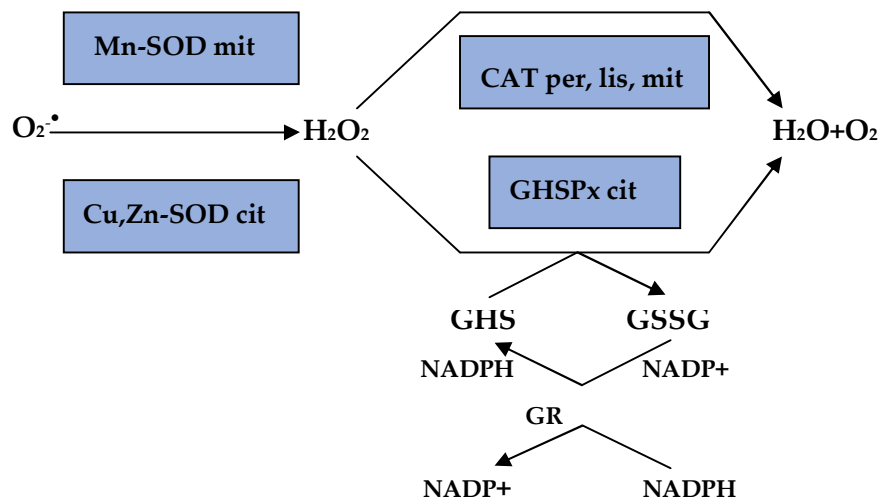 Mn-SOD mit
CAT per, lis, mit
O₂⁻•
H₂O₂
H₂O+O₂
GHSPx cit
Cu,Zn-SOD cit
GHS
GSSG
NADPH
NADP+
GR
NADP+
NADPH